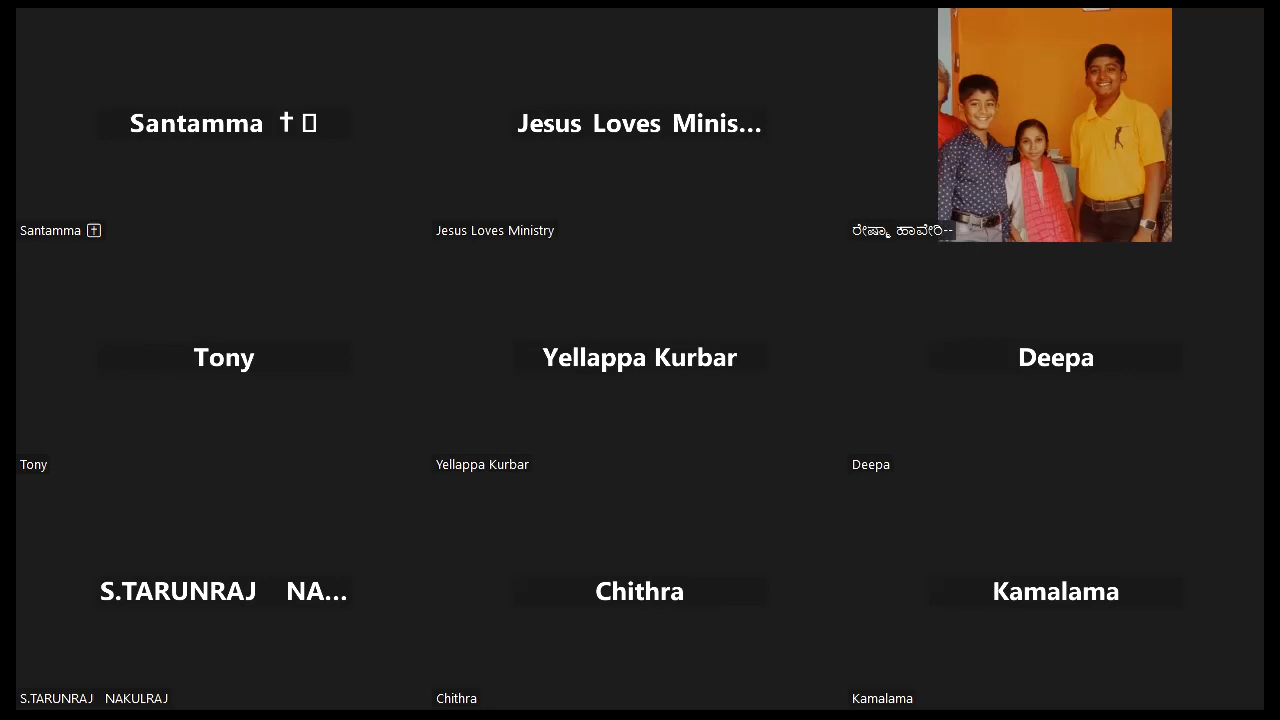 Santamma ✝ ▯
Jesus Loves Minis...
Santamma ✝
Jesus Loves Ministry
ರೇಷ್ಮಾ ಹಾವೇರಿ--
Tony
Yellappa Kurbar
Deepa
Tony
Yellappa Kurbar
Deepa
S.TARUNRAJ NA...
Chithra
Kamalama
S.TARUNRAJ NAKULRAJ
Chithra
Kamalama